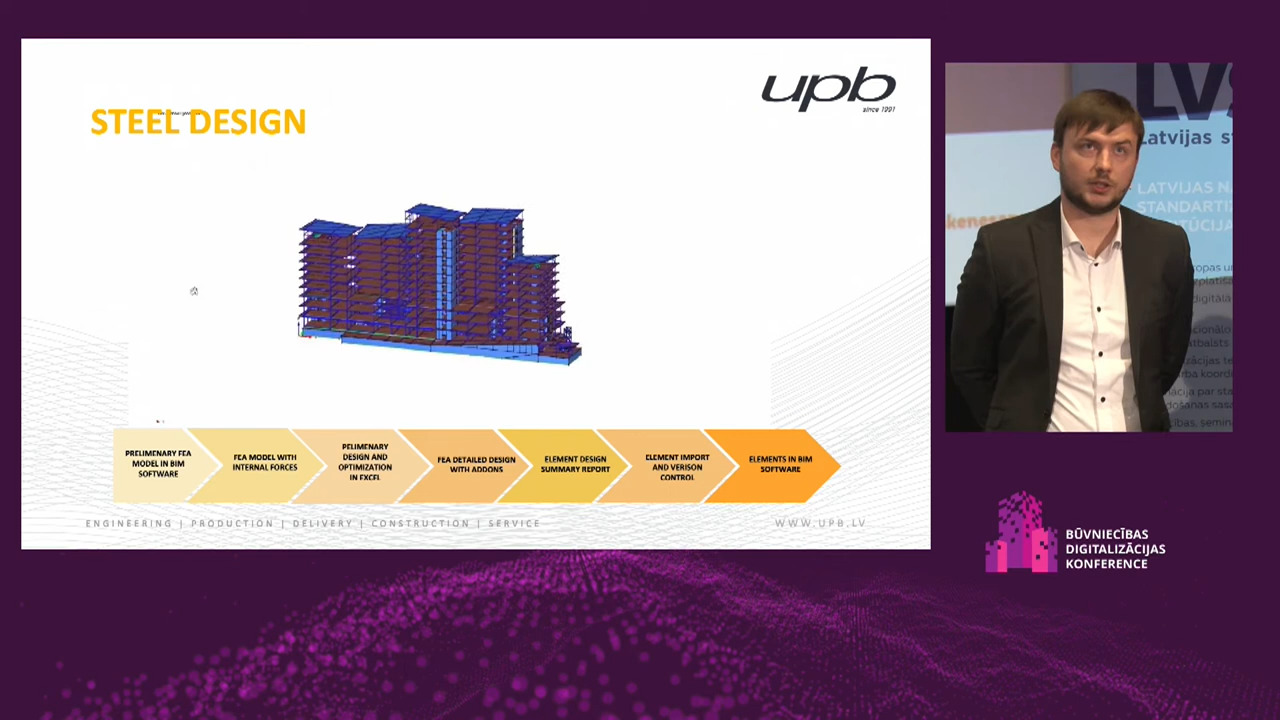 STEEL DESIGN
upb
since 1991
PRELIMENARY FEA
MODEL IN BIM
SOFTWARE
FEA MODEL WITH
INTERNAL FORCES
PELIMENARY
DESIGN AND
OPTIMIZATION
IN EXCEL
FEA DETAILED DESIGN
WITH ADDONS
ELEMENT DESIGN
SUMMARY REPORT
ELEMENT IMPORT
AND VERISON
CONTROL
ELEMENTS IN BIM
SOFTWARE
ENGINEERING | PRODUCTION | DELIVERY | CONSTRUCTION | SERVICE
WWW.UPB.LV
LVS
Latvijas s
LATVIJAS NA
STANDARTI
TŪCIJA
BŪVNIECĪBAS
DIGITALIZĀCIJAS
KONFERENCE